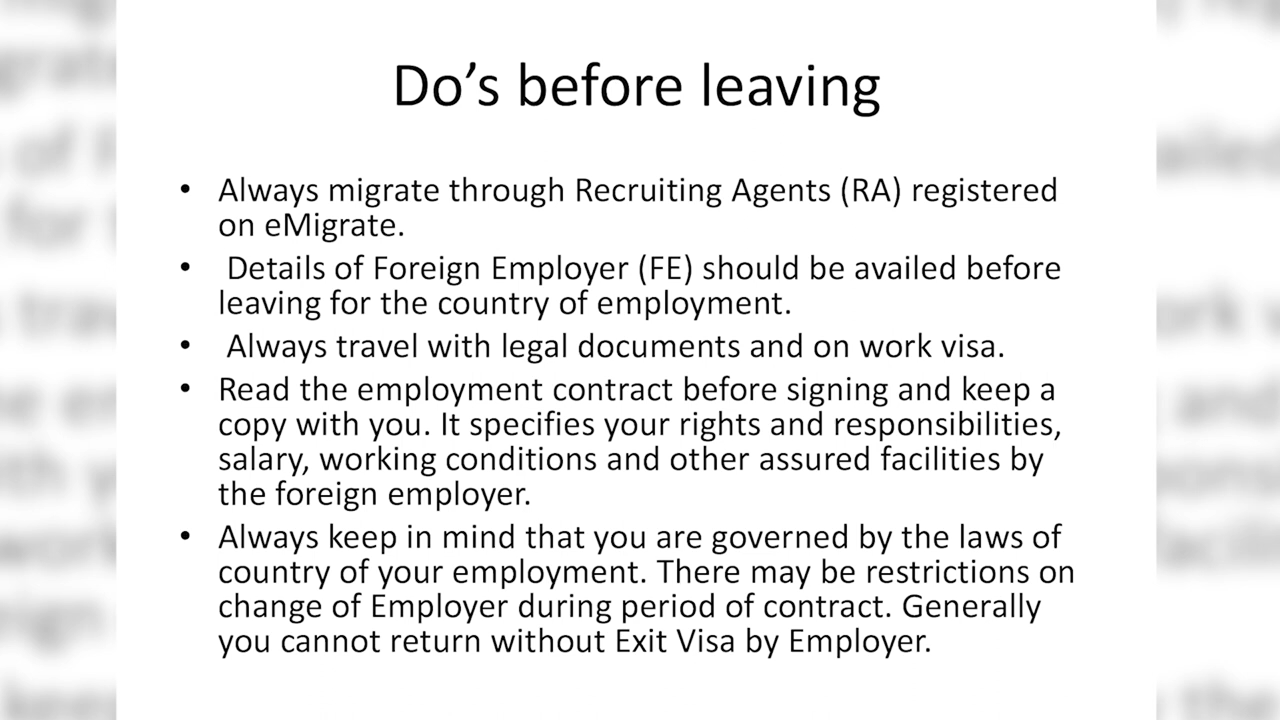 Do’s before leaving
• Always migrate through Recruiting Agents (RA) registered
on eMigrate.
• Details of Foreign Employer (FE) should be availed before
leaving for the country of employment.
• Always travel with legal documents and on work visa.
• Read the employment contract before signing and keep a
copy with you. It specifies your rights and responsibilities,
salary, working conditions and other assured facilities by
the foreign employer.
• Always keep in mind that you are governed by the laws of
country of your employment. There may be restrictions on
change of Employer during period of contract. Generally
you cannot return without Exit Visa by Employer.